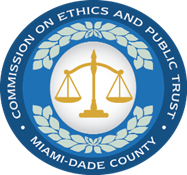 COMMISSION ON ETHICS AND PUBLIC TRUST
• MIAMI-DADE COUNTY •